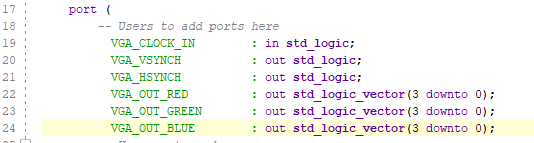 17 port (
18 -- Users to add ports here
19 VGA_CLOCK_IN : in std_logic;
20 VGA_VSYNCH : out std_logic;
21 VGA_HSYNCH : out std_logic;
22 VGA_OUT_RED : out std_logic_vector(3 downto 0);
23 VGA_OUT_GREEN : out std_logic_vector(3 downto 0);
24 VGA_OUT_BLUE : out std_logic_vector(3 downto 0);